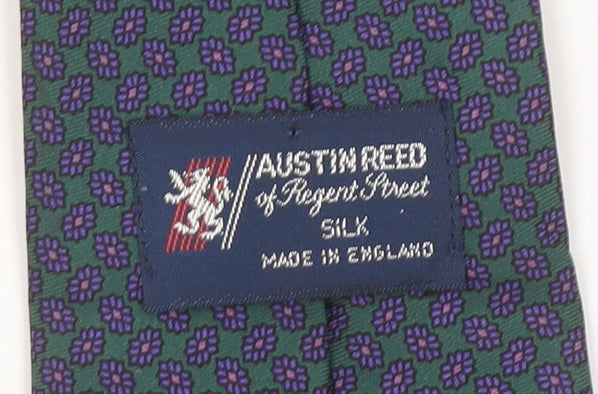 AUSTIN REED
of Regent Street
SILK
MADE IN ENGLAND